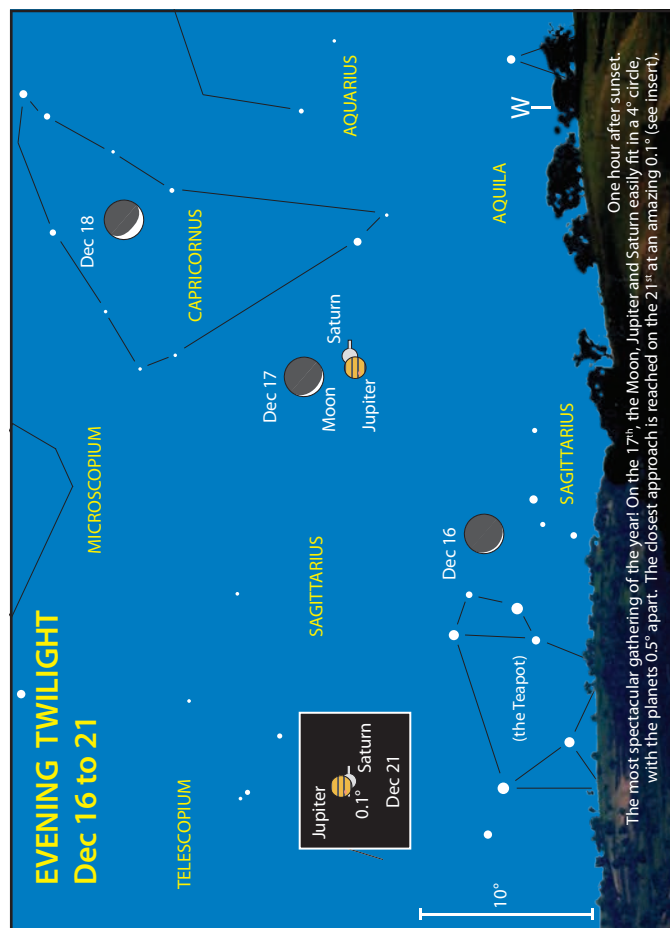 EVENING TWILIGHT
Dec 16 to 21
MICROSCOPIUM
Dec 18
CAPRICORNUS
AQUARIUS
TELESCOPIUM
SAGITTARIUS
Dec 17
Moon
Saturn
Jupiter
Jupiter
0.1°
Saturn
Dec 21
Dec 16
AQUILA
W
(the Teapot)
SAGITTARIUS
10°
One hour after sunset.
The most spectacular gathering of the year! On the 17th, the Moon, Jupiter and Saturn easily fit in a 4° circle,
with the planets 0.5° apart. The closest approach is reached on the 21st at an amazing 0.1° (see insert).